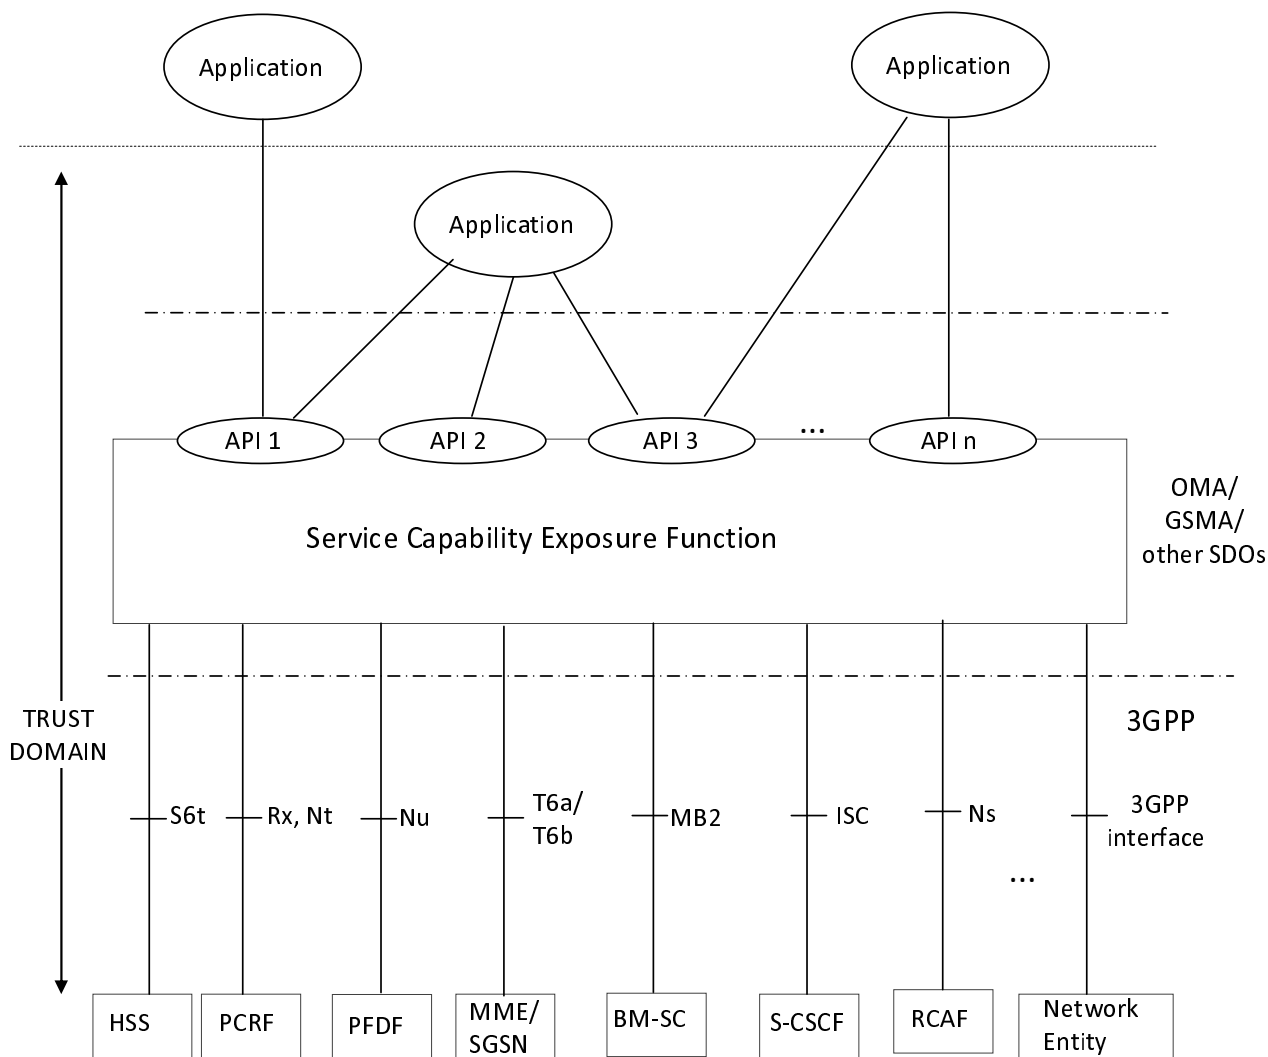 Application
Application
Application
API 1
API 2
API 3
...
API n
Service Capability Exposure Function
OMA/
GSMA/
other SDOs
TRUST
DOMAIN
3GPP
S6t
Rx, Nt
Nu
T6a/
T6b
MB2
ISC
Ns
3GPP
interface
...
HSS
PCRF
PFDF
MME/
SGSN
BM-SC
S-CSCF
RCAF
Network
Entity